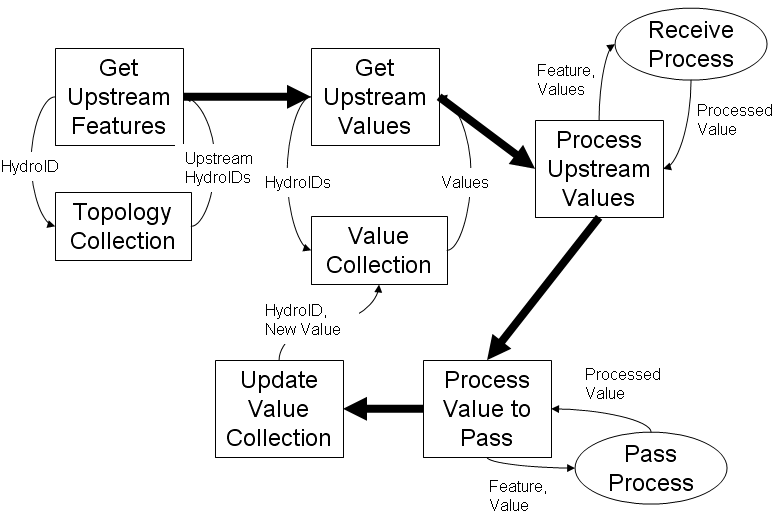 Get
Upstream
Features
Get
Upstream
Values
Receive
Process
Feature,
Values
Processed
Value
Process
Upstream
Values
HydroID
Upstream
HydroIDs
HydroIDs
Values
Topology
Collection
Value
Collection
HydroID,
New Value
Update
Value
Collection
Process
Value to
Pass
Processed
Value
Pass
Process
Feature,
Value